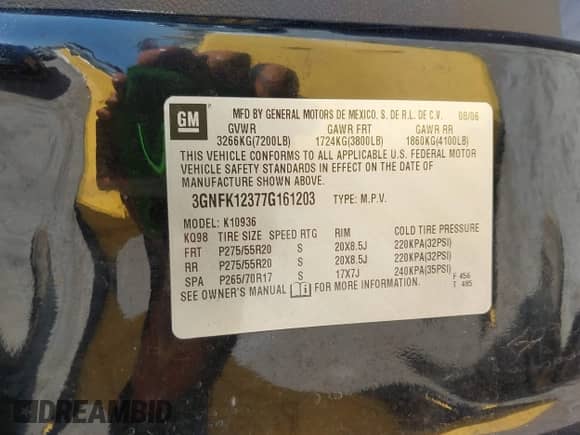 GM
MFD BY GENERAL MOTORS DE MEXICO, S. DE R.L. DE C.V. 08/06
GVWR GAWR FRT GAWR RR
3266KG(7200LB) 1724KG(3800LB) 1860KG(4100LB)
THIS VEHICLE CONFORMS TO ALL APPLICABLE U.S. FEDERAL MOTOR
VEHICLE SAFETY STANDARDS IN EFFECT ON THE DATE OF
MANUFACTURE SHOWN ABOVE.
3GNFK12377G161203 TYPE: M.P.V.
MODEL: K10936
KQ98 TIRE SIZE SPEED RTG RIM COLD TIRE PRESSURE
FRT P275/55R20 S 20X8.5J 220KPA(32PSI)
RR P275/55R20 S 20X8.5J 220KPA(32PSI)
SPA P265/70R17 S 17X7J 240KPA(35PSI)
F 456
T 485
SEE OWNER'S MANUAL FOR MORE INFORMATION.
DREAMBID